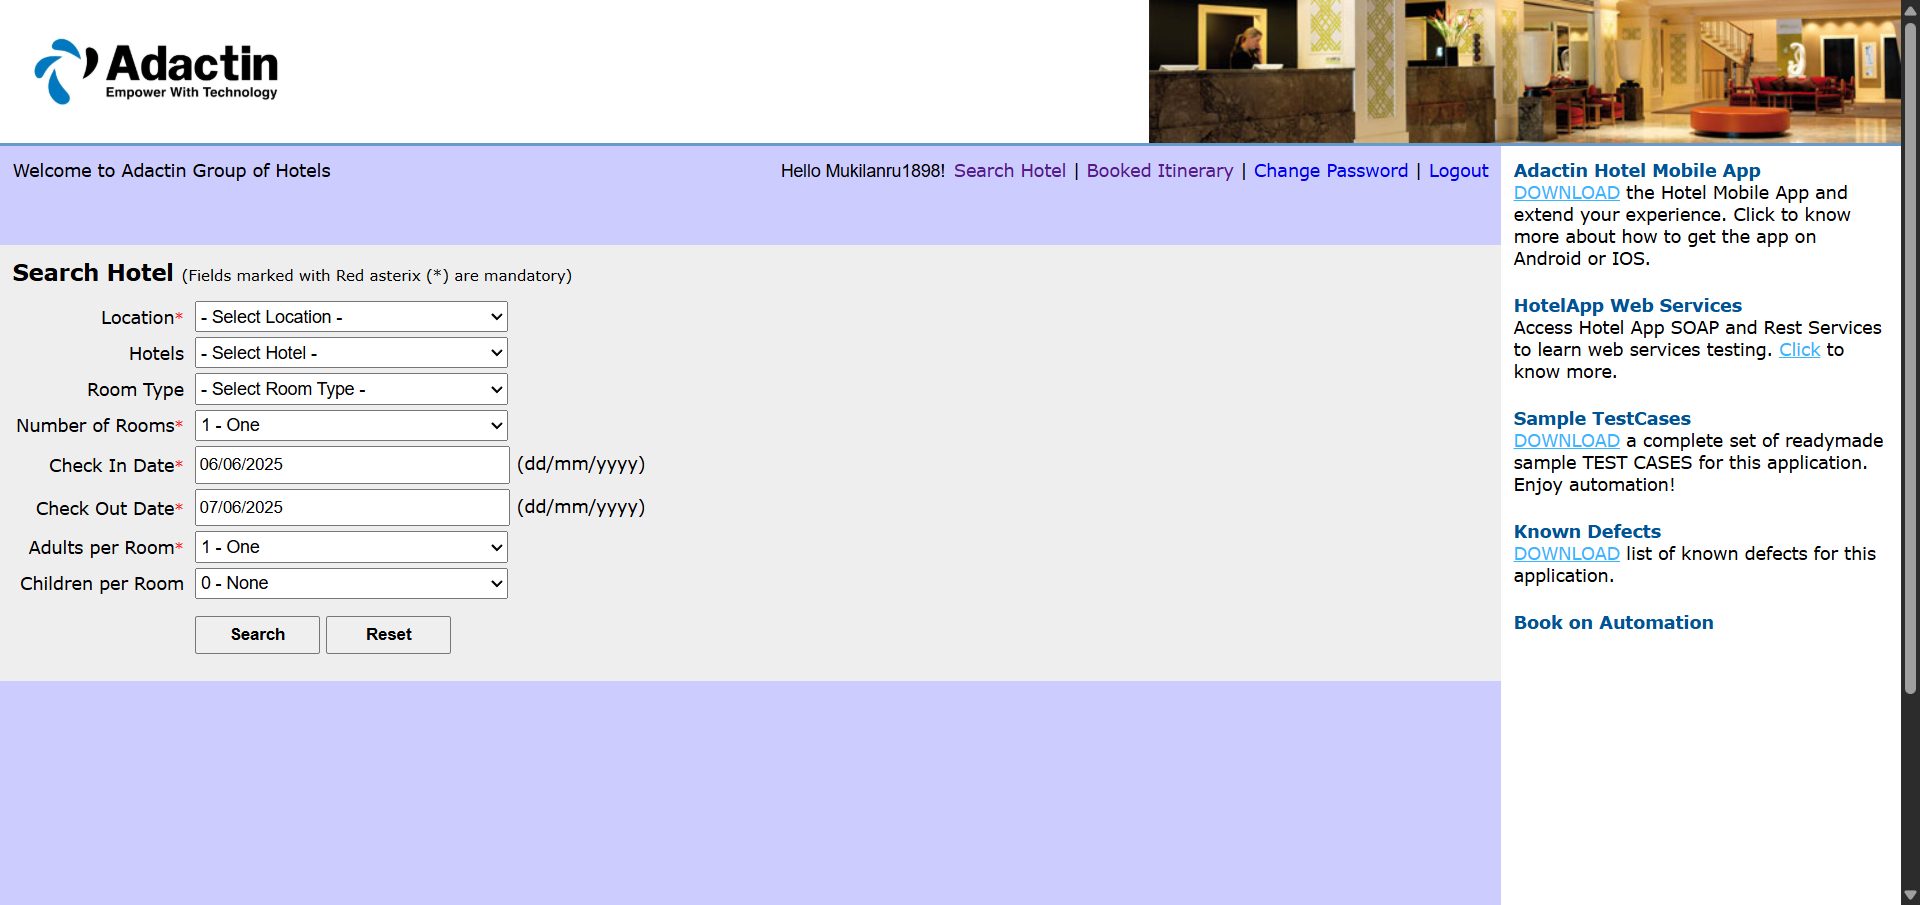 Adactin
Empower With Technology
Welcome to Adactin Group of Hotels
Hello Mukilanru1898! Search Hotel | Booked Itinerary | Change Password | Logout
Search Hotel (Fields marked with Red asterix (*) are mandatory)
Location* - Select Location -
Hotels - Select Hotel -
Room Type - Select Room Type -
Number of Rooms* 1 - One
Check In Date* 06/06/2025 (dd/mm/yyyy)
Check Out Date* 07/06/2025 (dd/mm/yyyy)
Adults per Room* 1 - One
Children per Room 0 - None
Search Reset
Adactin Hotel Mobile App
DOWNLOAD the Hotel Mobile App and
extend your experience. Click to know
more about how to get the app on
Android or IOS.
HotelApp Web Services
Access Hotel App SOAP and Rest Services
to learn web services testing. Click to
know more.
Sample TestCases
DOWNLOAD a complete set of readymade
sample TEST CASES for this application.
Enjoy automation!
Known Defects
DOWNLOAD list of known defects for this
application.
Book on Automation